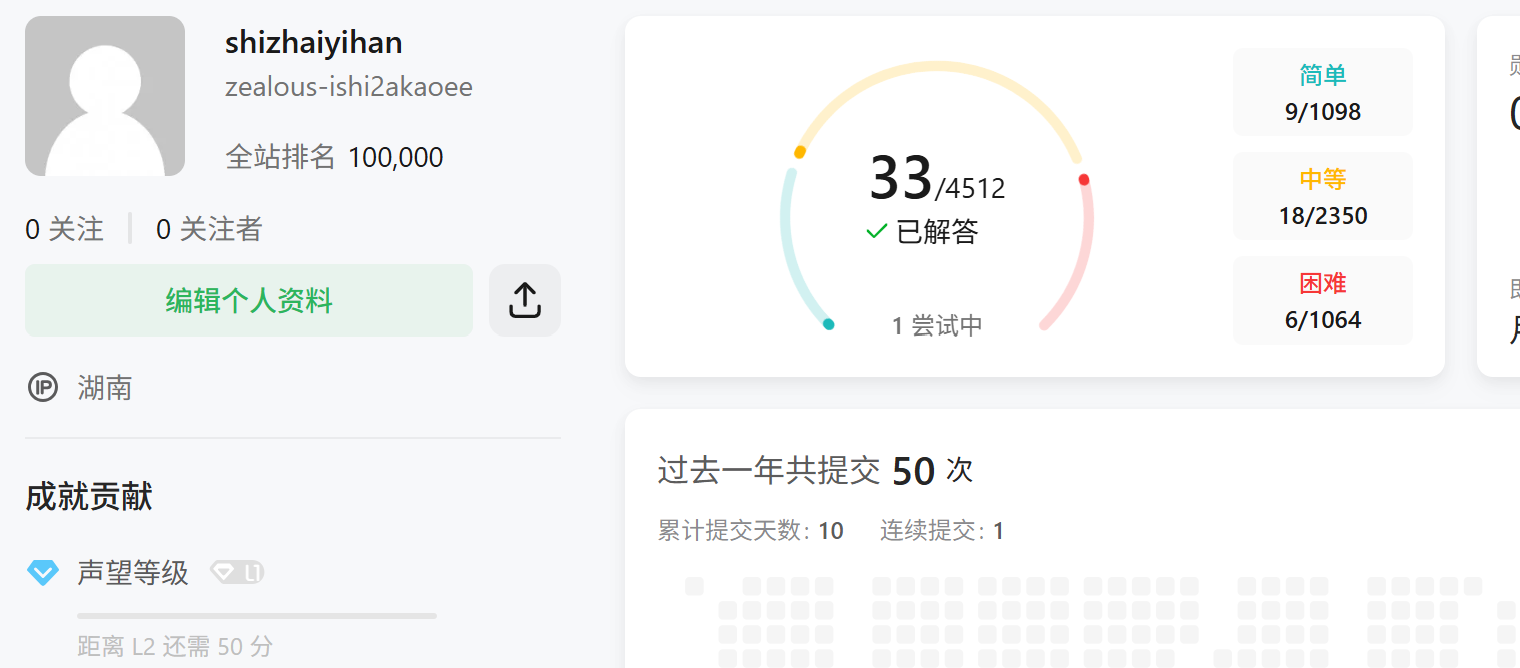 shizhaiyihan
zealous-ishi2akaoee
全站排名 100,000
0 关注
0 关注者
编辑个人资料
IP 湖南
成就贡献
声望等级 L1
距离 L2 还需 50 分
33/4512
已解答
1 尝试中
简单
9/1098
中等
18/2350
困难
6/1064
过去一年共提交 50 次
累计提交天数: 10 连续提交: 1